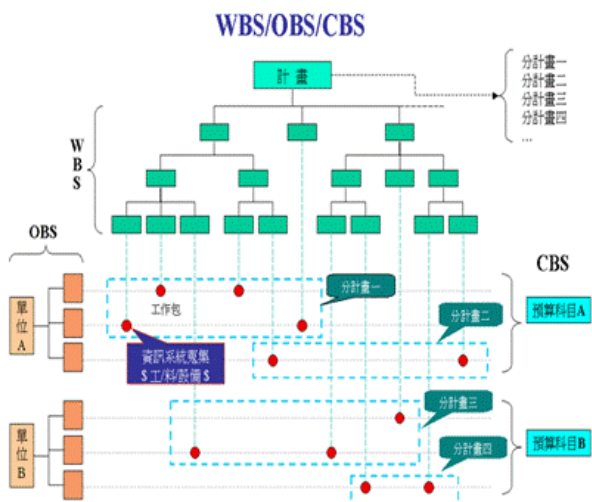 WBS/OBS/CBS
計畫
分計畫一
分計畫二
分計畫三
分計畫四
...
WBS
OBS
CBS
單位A
工作包
分計畫一
分計畫二
預算科目A
資訊系統蒐集
$工/料/設備$
單位B
分計畫三
分計畫四
預算科目B